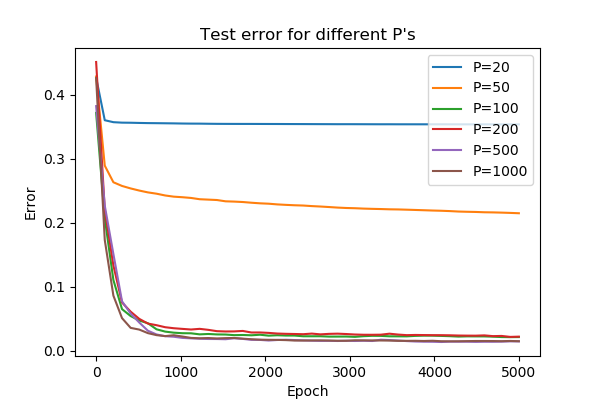 Test error for different P's
P=20
P=50
P=100
P=200
P=500
P=1000
Error
0.4
0.3
0.2
0.1
0.0
0 1000 2000 3000 4000 5000
Epoch